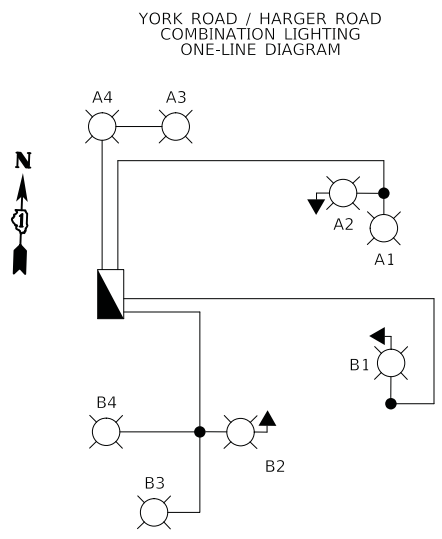 YORK ROAD / HARGER ROAD
COMBINATION LIGHTING
ONE-LINE DIAGRAM
A4
A3
N
A2
A1
1
B1
B4
B2
B3